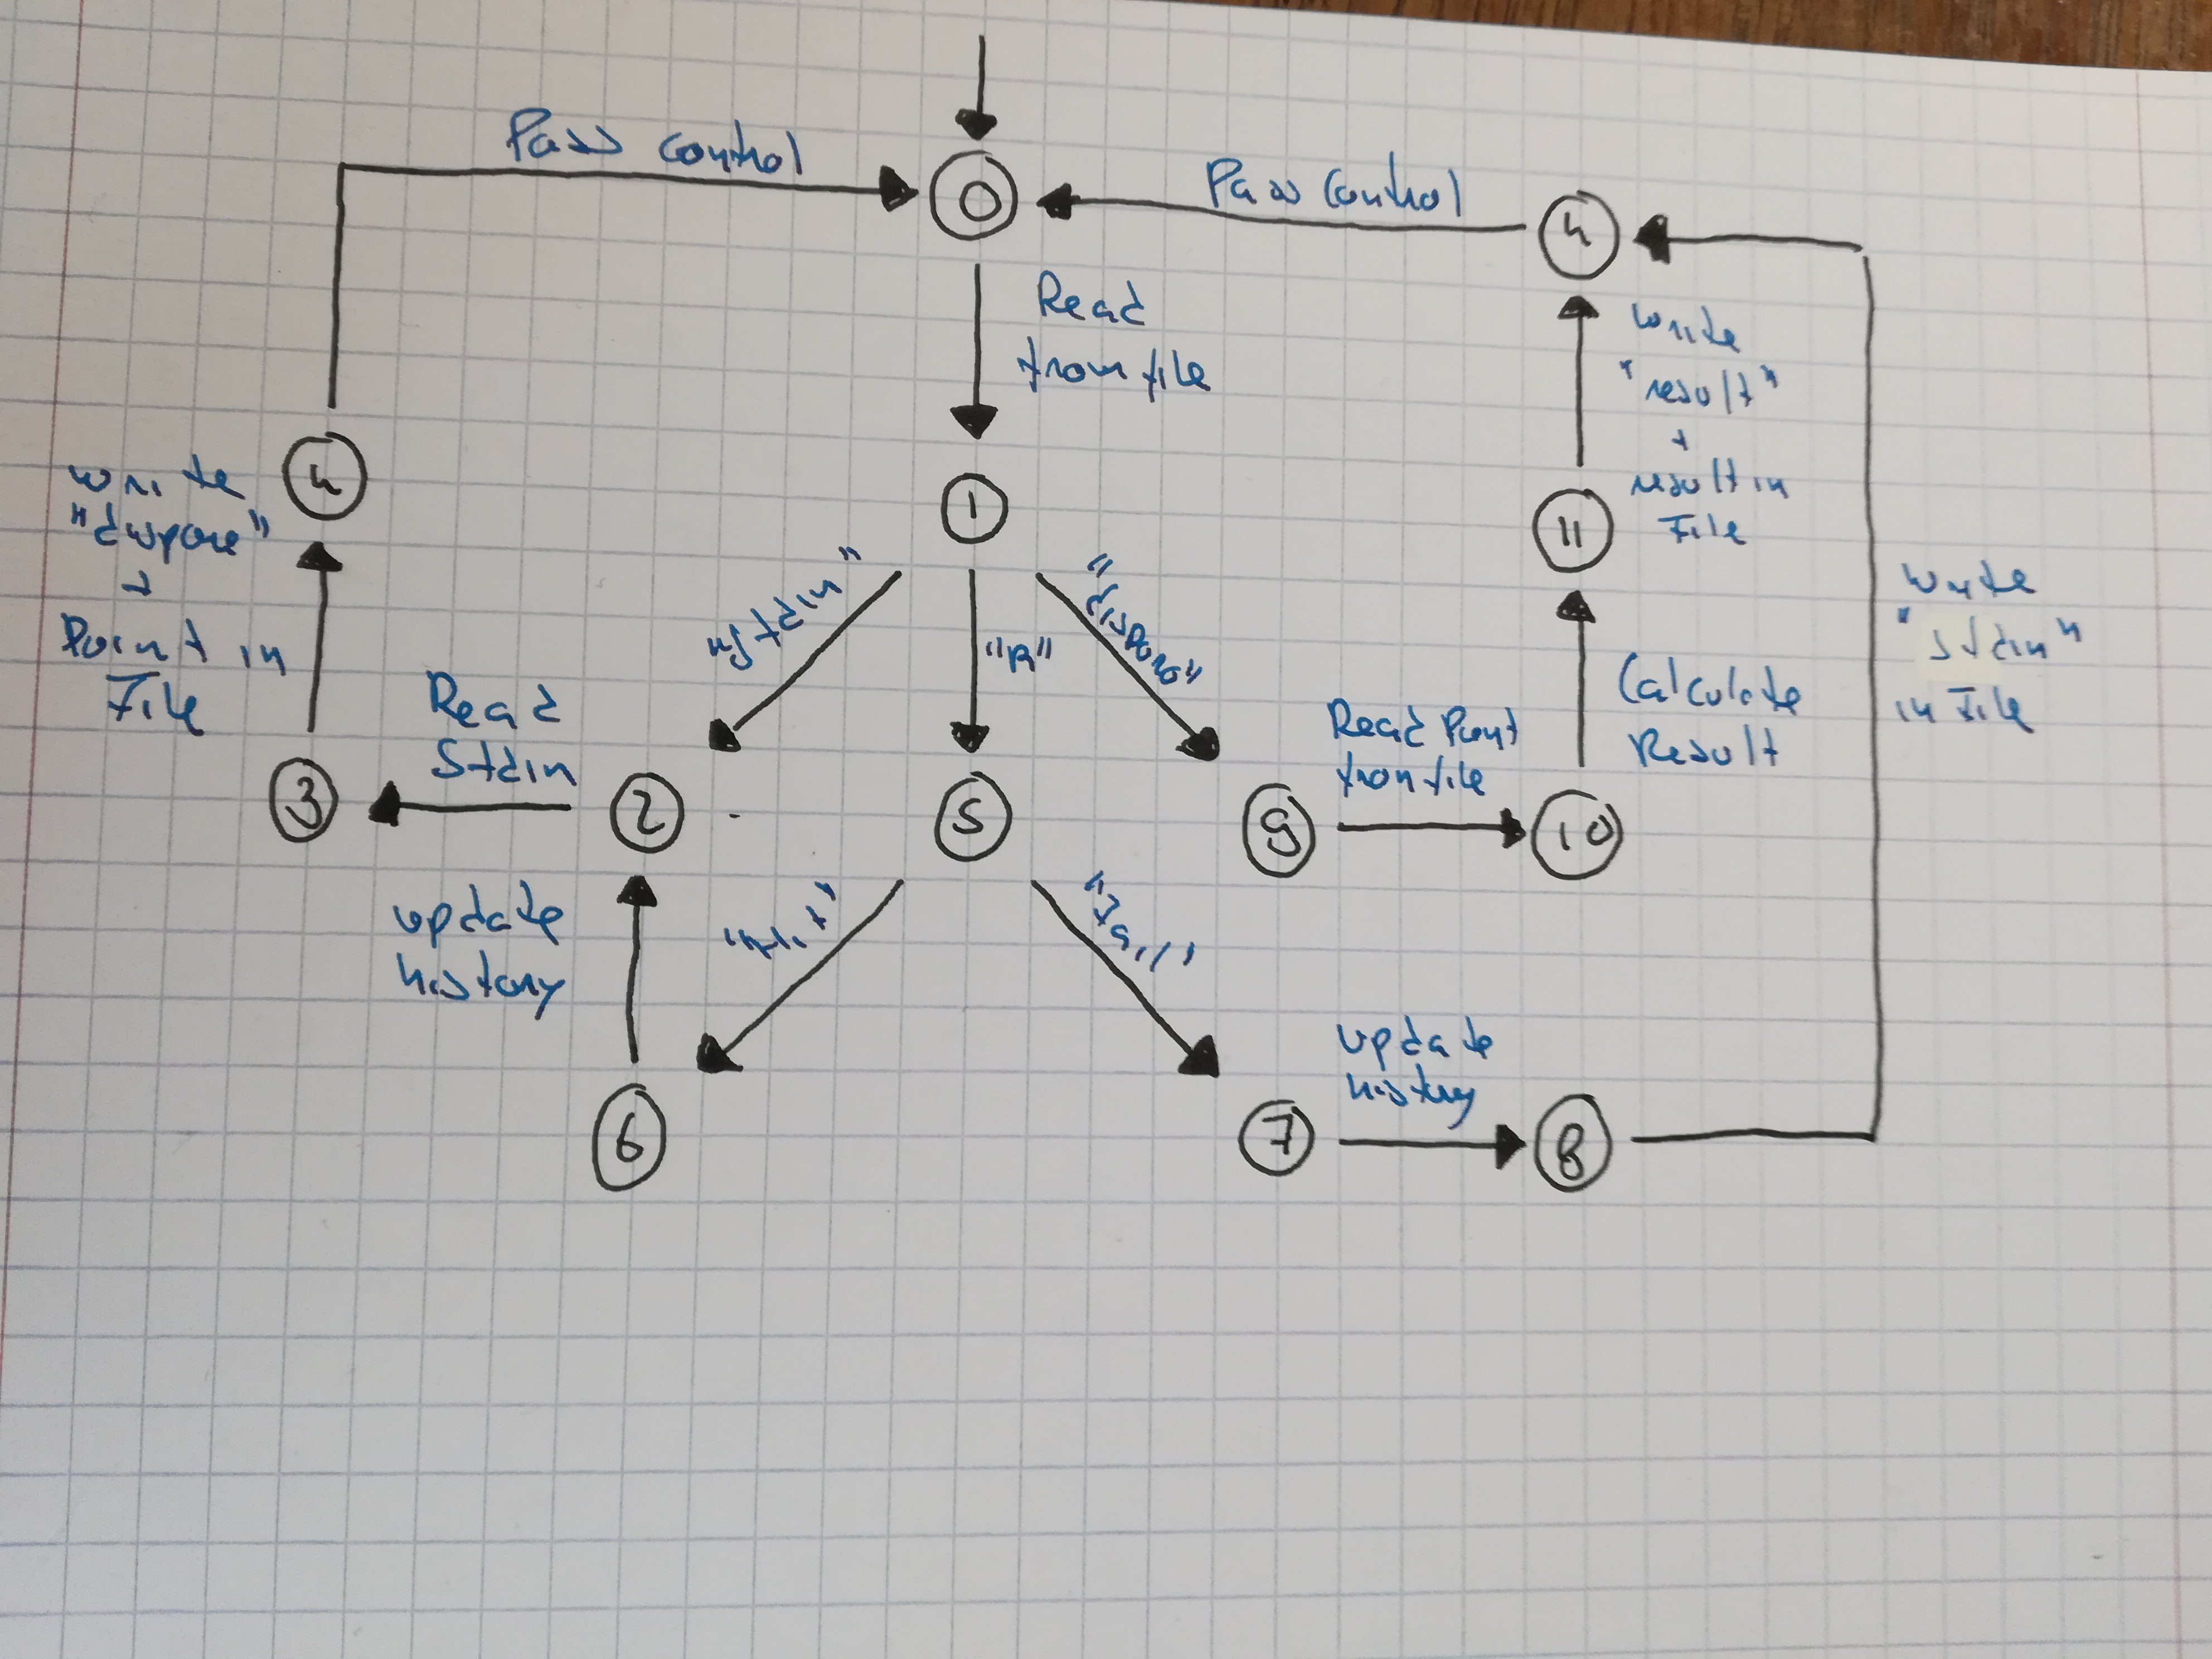 Pass control
0
Pass Control
4
Read
from file
write
"result"
+
result in
File
4
write
"
+
Point in
File
1
11
"stdin"
"R"
write
"stdin"
in File
Read
Stdin
Read Point
from file
Calculate
Result
3
2
5
9
10
update
history
"hit"
"Fail"
update
history
6
7
8